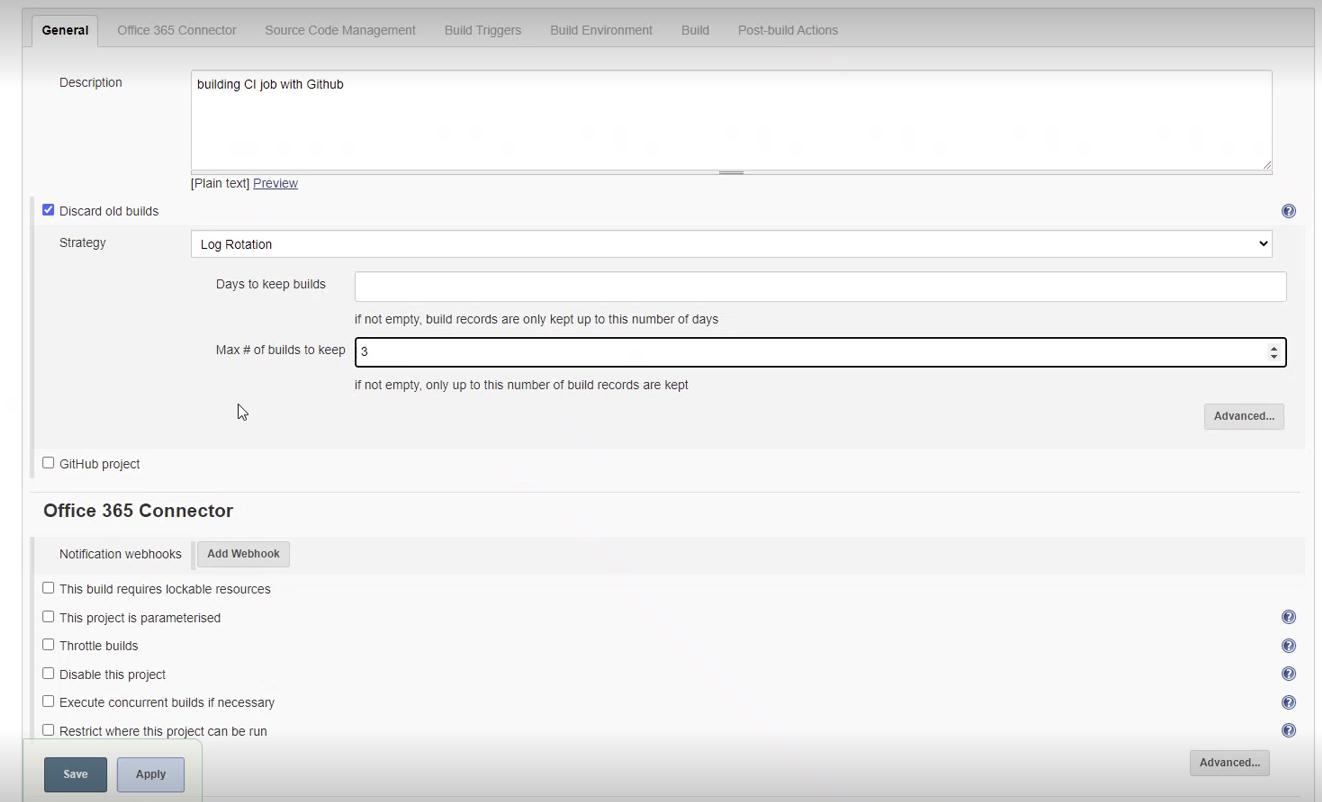 General Office 365 Connector Source Code Management Build Triggers Build Environment Build Post-build Actions
Description building CI job with Github
[Plain text] Preview
Discard old builds
Strategy Log Rotation
Days to keep builds
if not empty, build records are only kept up to this number of days
Max # of builds to keep 3
if not empty, only up to this number of build records are kept
Advanced...
GitHub project
Office 365 Connector
Notification webhooks Add Webhook
This build requires lockable resources
This project is parameterised
Throttle builds
Disable this project
Execute concurrent builds if necessary
Restrict where this project can be run
Advanced...
Save Apply